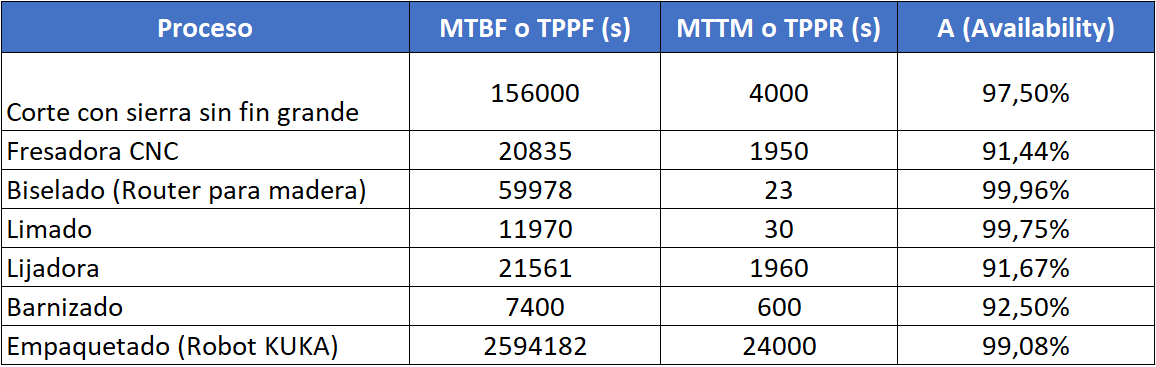 Proceso MTBF o TPPF (s) MTTM o TPPR (s) A (Availability)
Corte con sierra sin fin grande 156000 4000 97,50%
Fresadora CNC 20835 1950 91,44%
Biselado (Router para madera) 59978 23 99,96%
Limado 11970 30 99,75%
Lijadora 21561 1960 91,67%
Barnizado 7400 600 92,50%
Empaquetado (Robot KUKA) 2594182 24000 99,08%